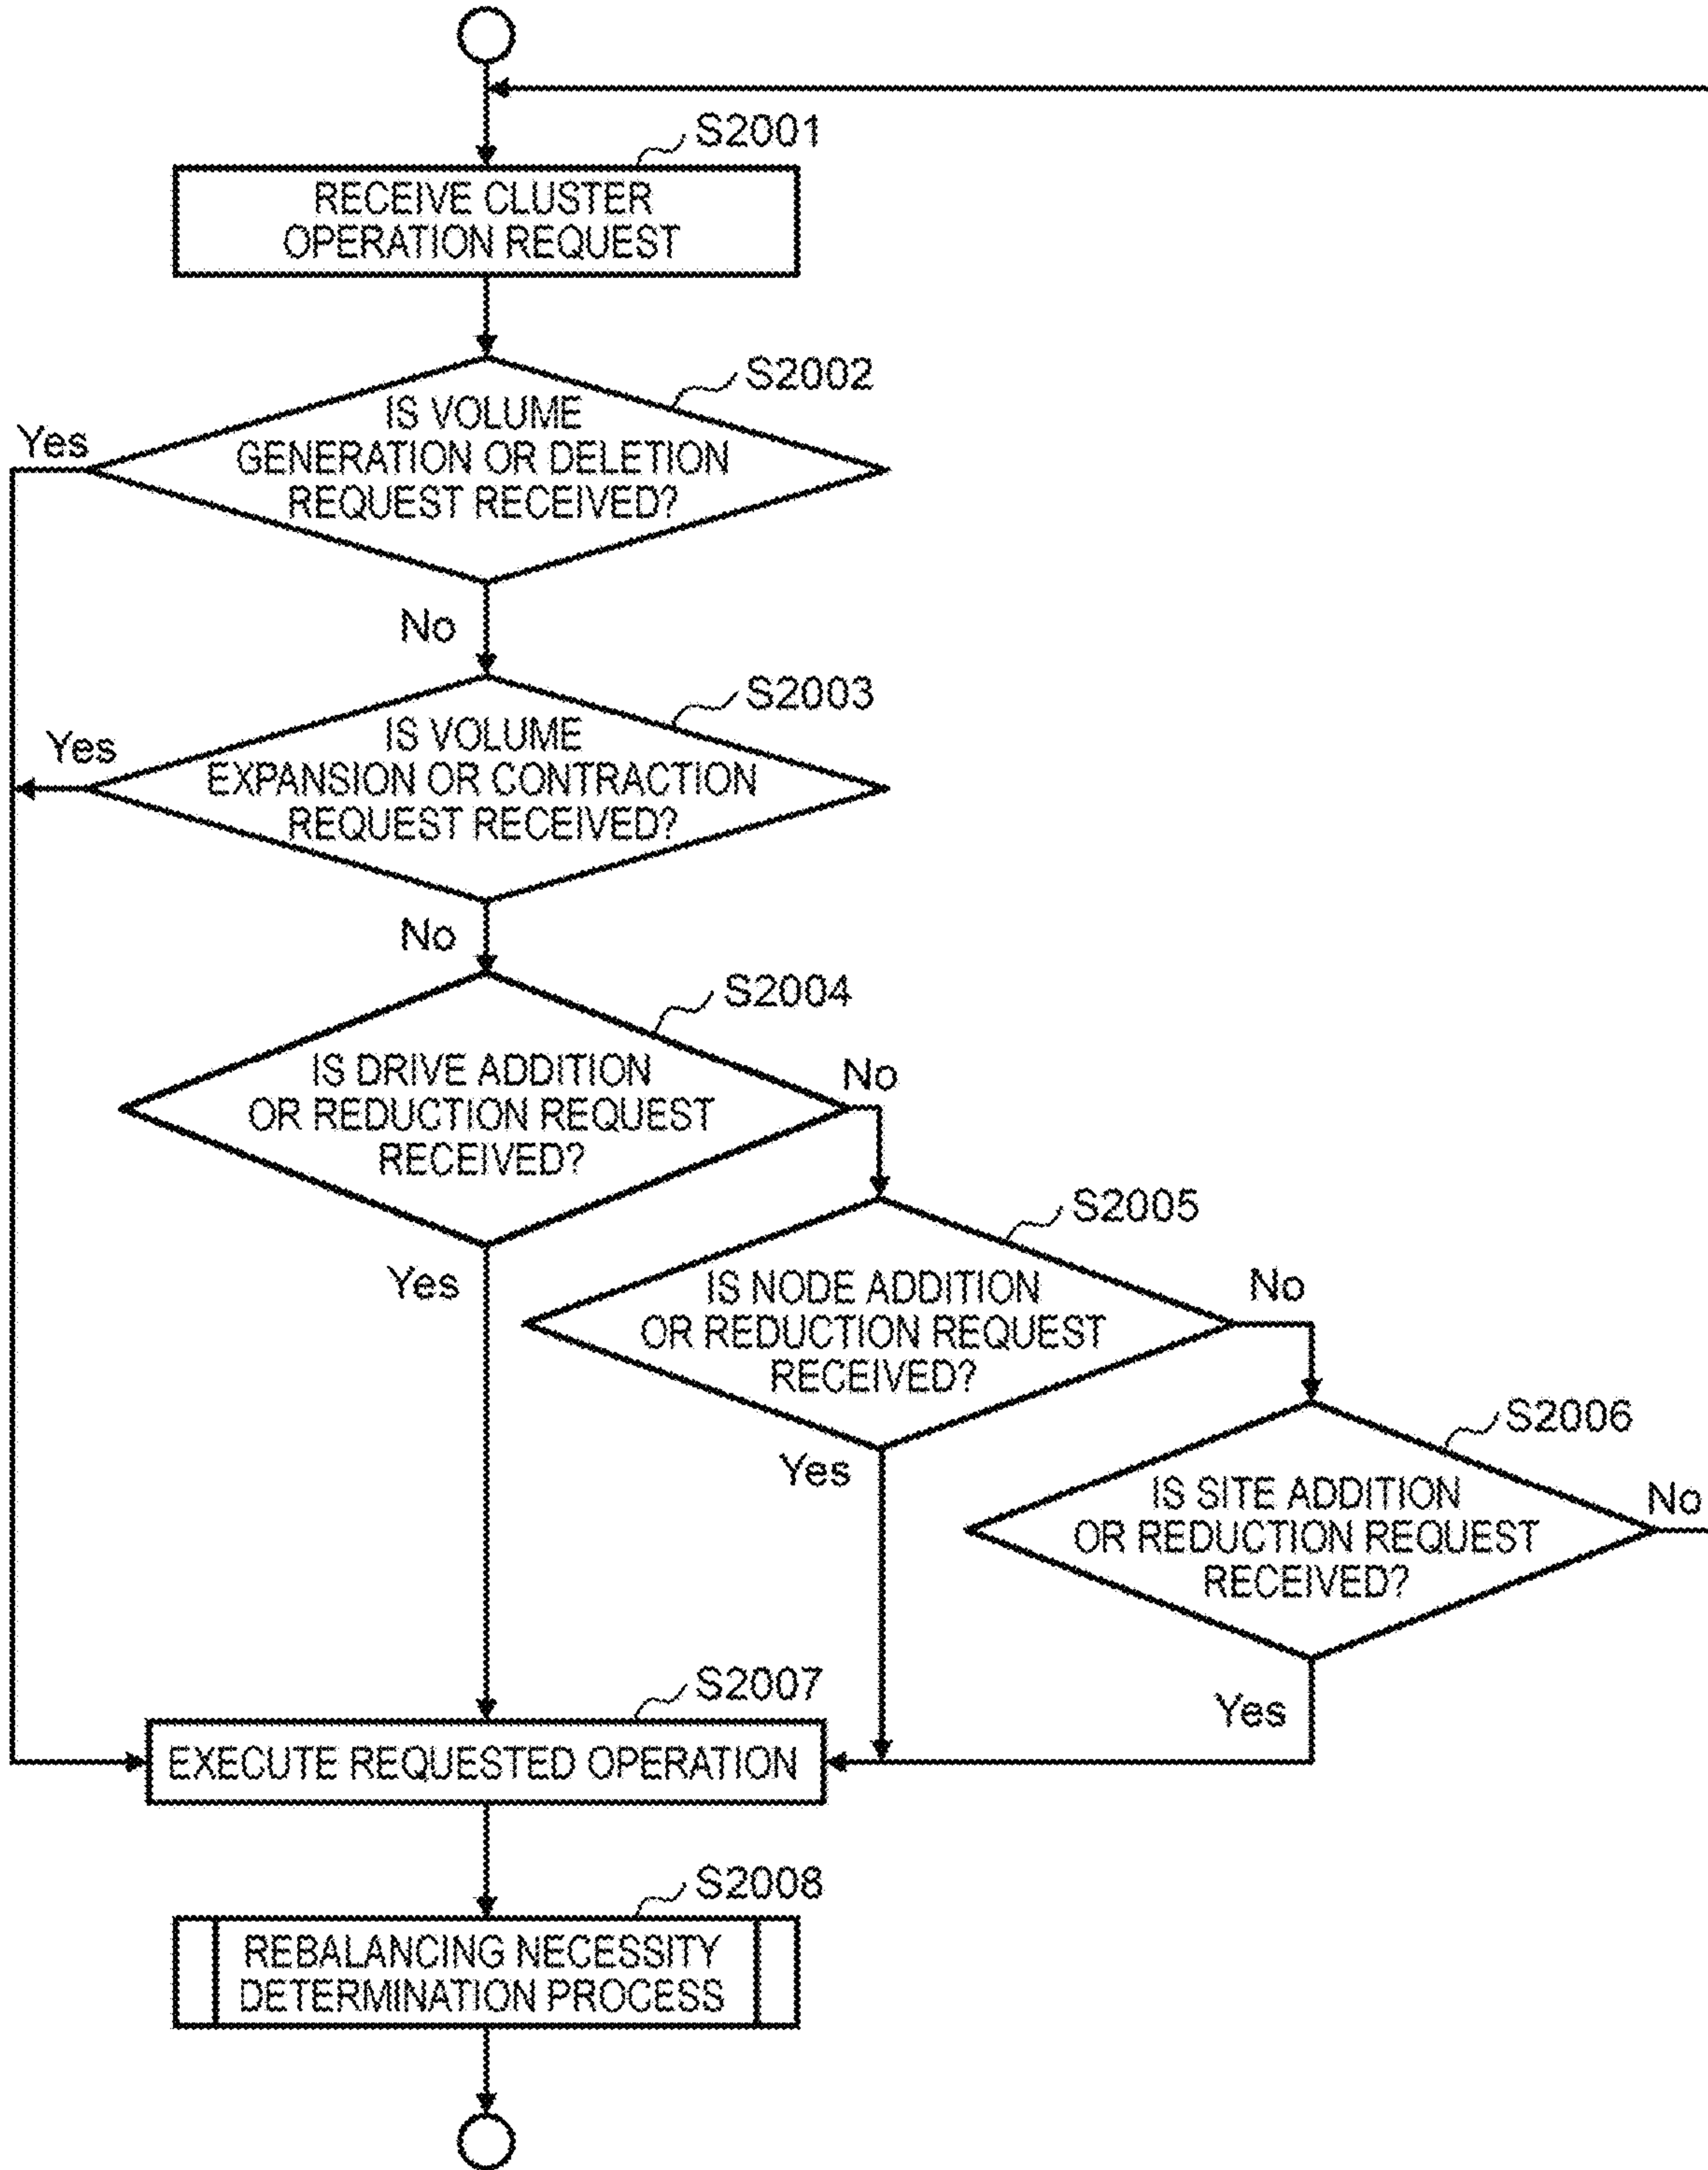 S2001
RECEIVE CLUSTER
OPERATION REQUEST
S2002
IS VOLUME
GENERATION OR DELETION
REQUEST RECEIVED?
Yes
No
S2003
IS VOLUME
EXPANSION OR CONTRACTION
REQUEST RECEIVED?
Yes
No
S2004
IS DRIVE ADDITION
OR REDUCTION REQUEST
RECEIVED?
No
Yes
S2005
IS NODE ADDITION
OR REDUCTION REQUEST
RECEIVED?
No
Yes
S2006
IS SITE ADDITION
OR REDUCTION REQUEST
RECEIVED?
No
Yes
S2007
EXECUTE REQUESTED OPERATION
S2008
REBALANCING NECESSITY
DETERMINATION PROCESS